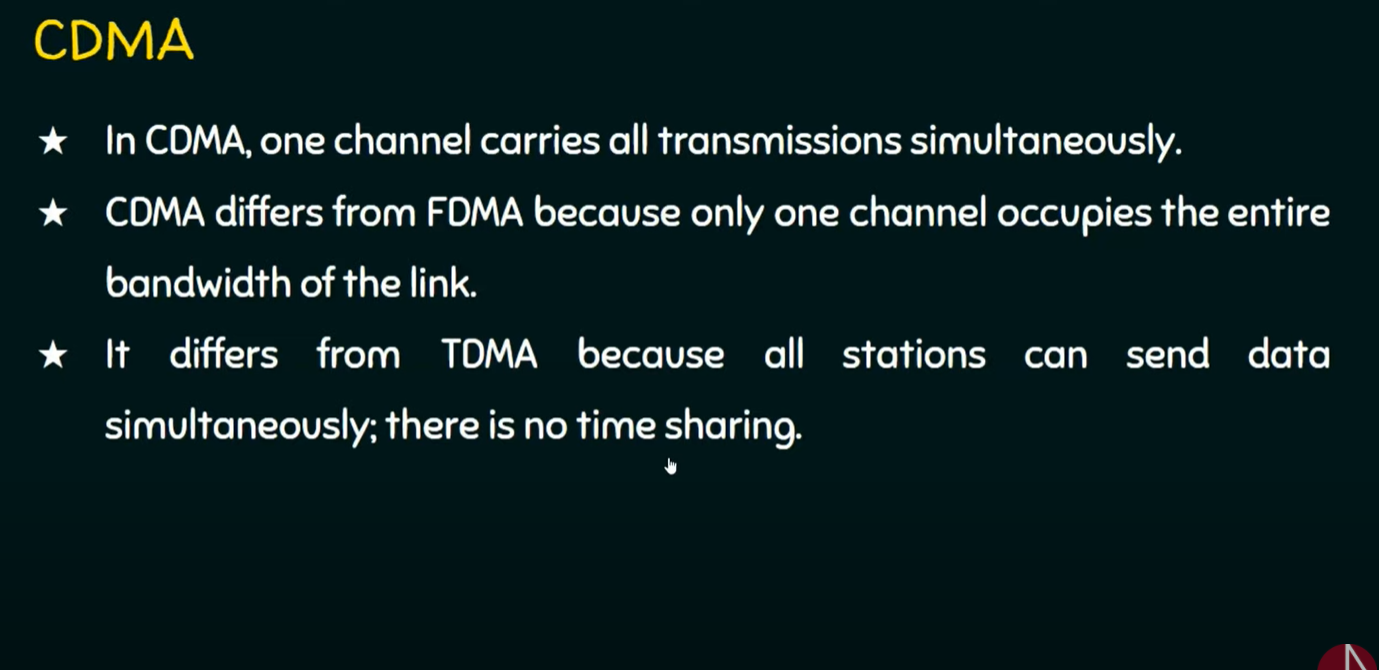 CDMA
★ In CDMA, one channel carries all transmissions simultaneously.
★ CDMA differs from FDMA because only one channel occupies the entire
bandwidth of the link.
★ It differs from TDMA because all stations can send data
simultaneously; there is no time sharing.